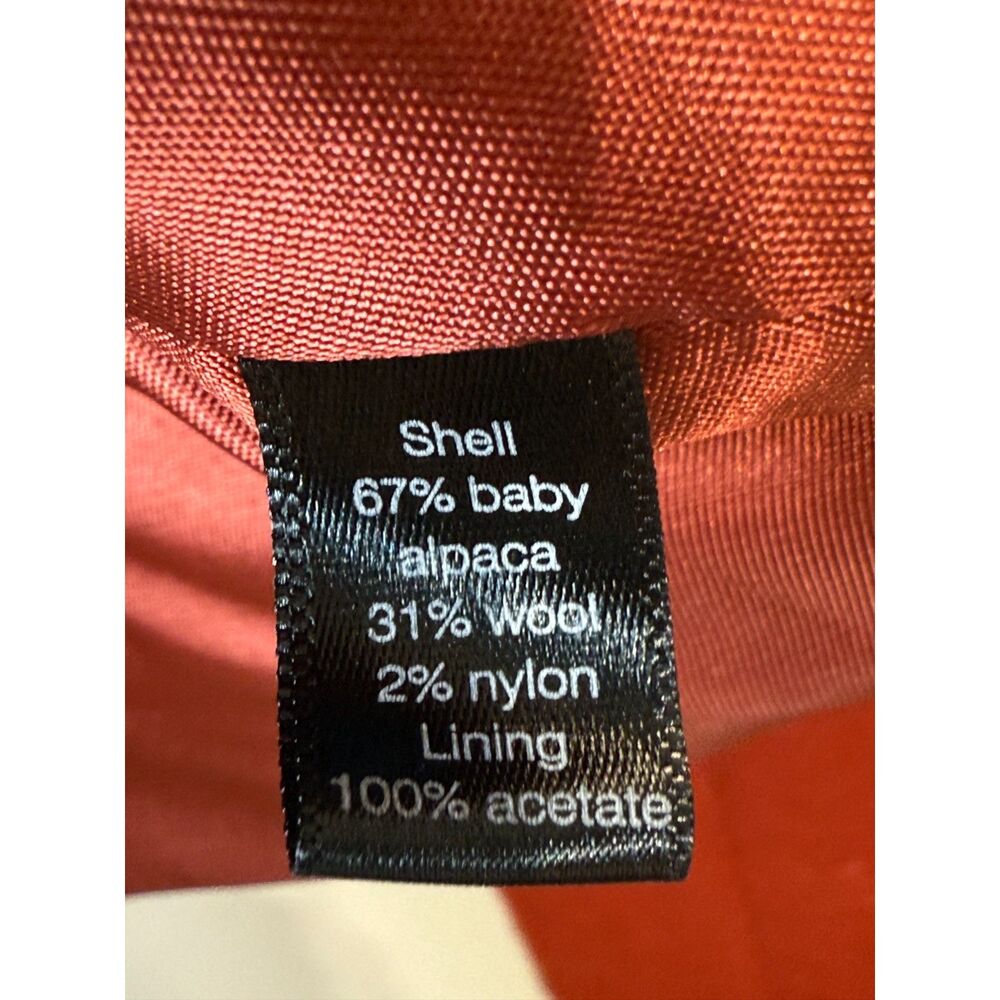 Shell
67% baby
alpaca
31% wool
2% nylon
Lining
100% acetate